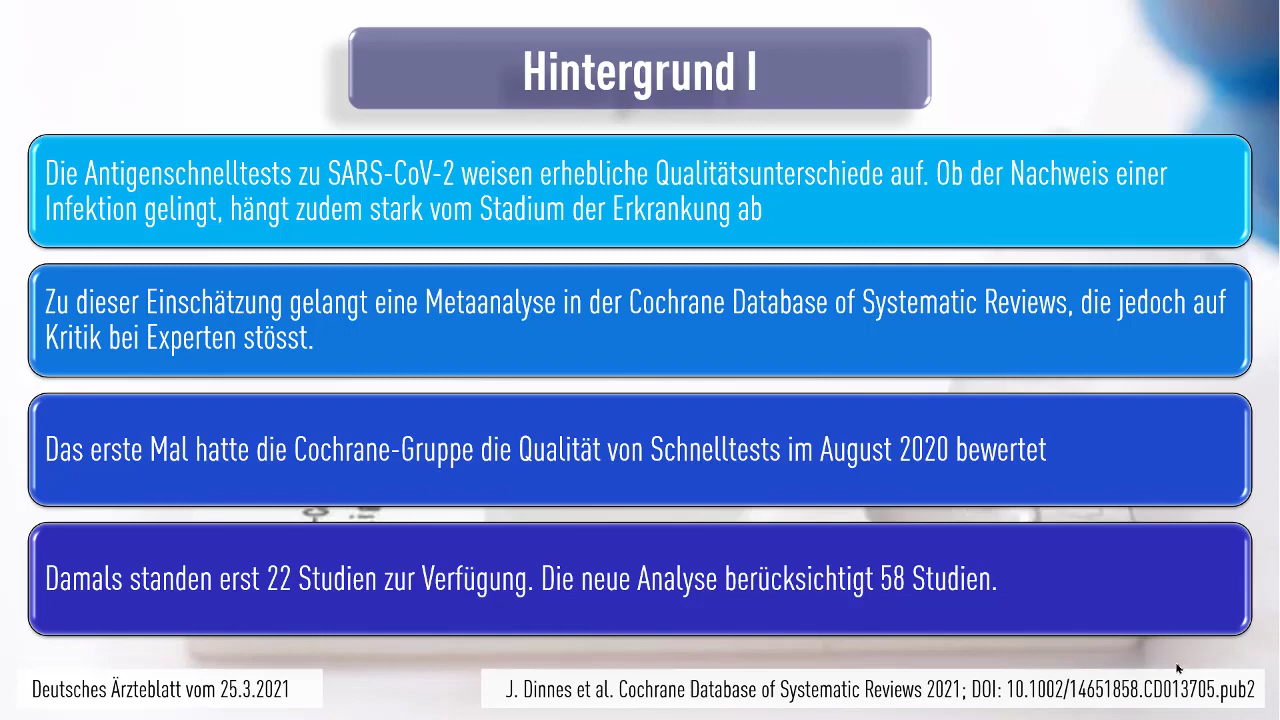 Hintergrund I
Die Antigenschnelltests zu SARS-CoV-2 weisen erhebliche Qualitätsunterschiede auf. Ob der Nachweis einer
Infektion gelingt, hängt zudem stark vom Stadium der Erkrankung ab
Zu dieser Einschätzung gelangt eine Metaanalyse in der Cochrane Database of Systematic Reviews, die jedoch auf
Kritik bei Experten stösst.
Das erste Mal hatte die Cochrane-Gruppe die Qualität von Schnelltests im August 2020 bewertet
Damals standen erst 22 Studien zur Verfügung. Die neue Analyse berücksichtigt 58 Studien.
Deutsches Ärzteblatt vom 25.3.2021
J. Dinnes et al. Cochrane Database of Systematic Reviews 2021; DOI: 10.1002/14651858.CD013705.pub2